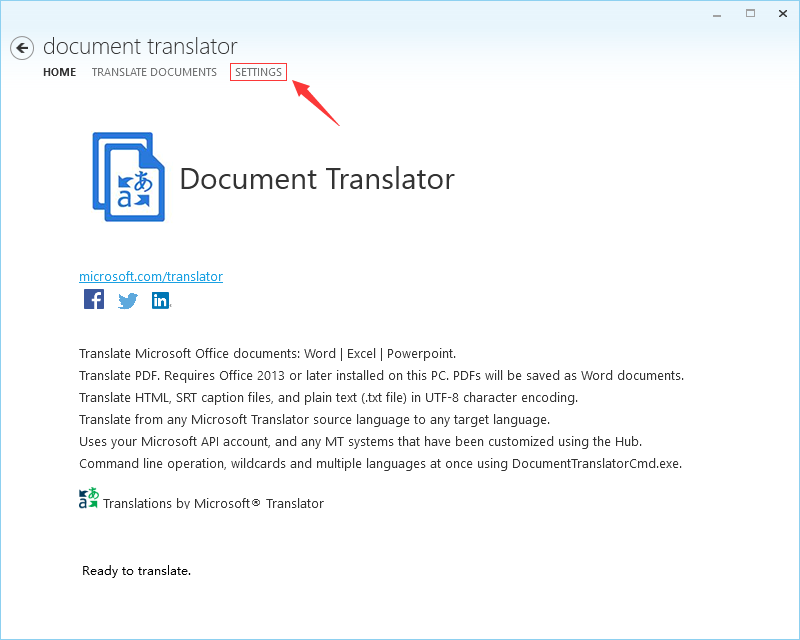 document translator
HOME TRANSLATE DOCUMENTS SETTINGS
あ
a
Document Translator
microsoft.com/translator
f in
Translate Microsoft Office documents: Word | Excel | Powerpoint.
Translate PDF. Requires Office 2013 or later installed on this PC. PDFs will be saved as Word documents.
Translate HTML, SRT caption files, and plain text (.txt file) in UTF-8 character encoding.
Translate from any Microsoft Translator source language to any target language.
Uses your Microsoft API account, and any MT systems that have been customized using the Hub.
Command line operation, wildcards and multiple languages at once using DocumentTranslatorCmd.exe.
あ
a Translations by Microsoft® Translator
Ready to translate.